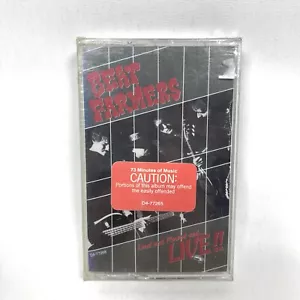 BEAT
FARMERS
73 Minutes of Music
CAUTION:
Portions of this album may offend
the easily offended
D4-77265
LIVE!!